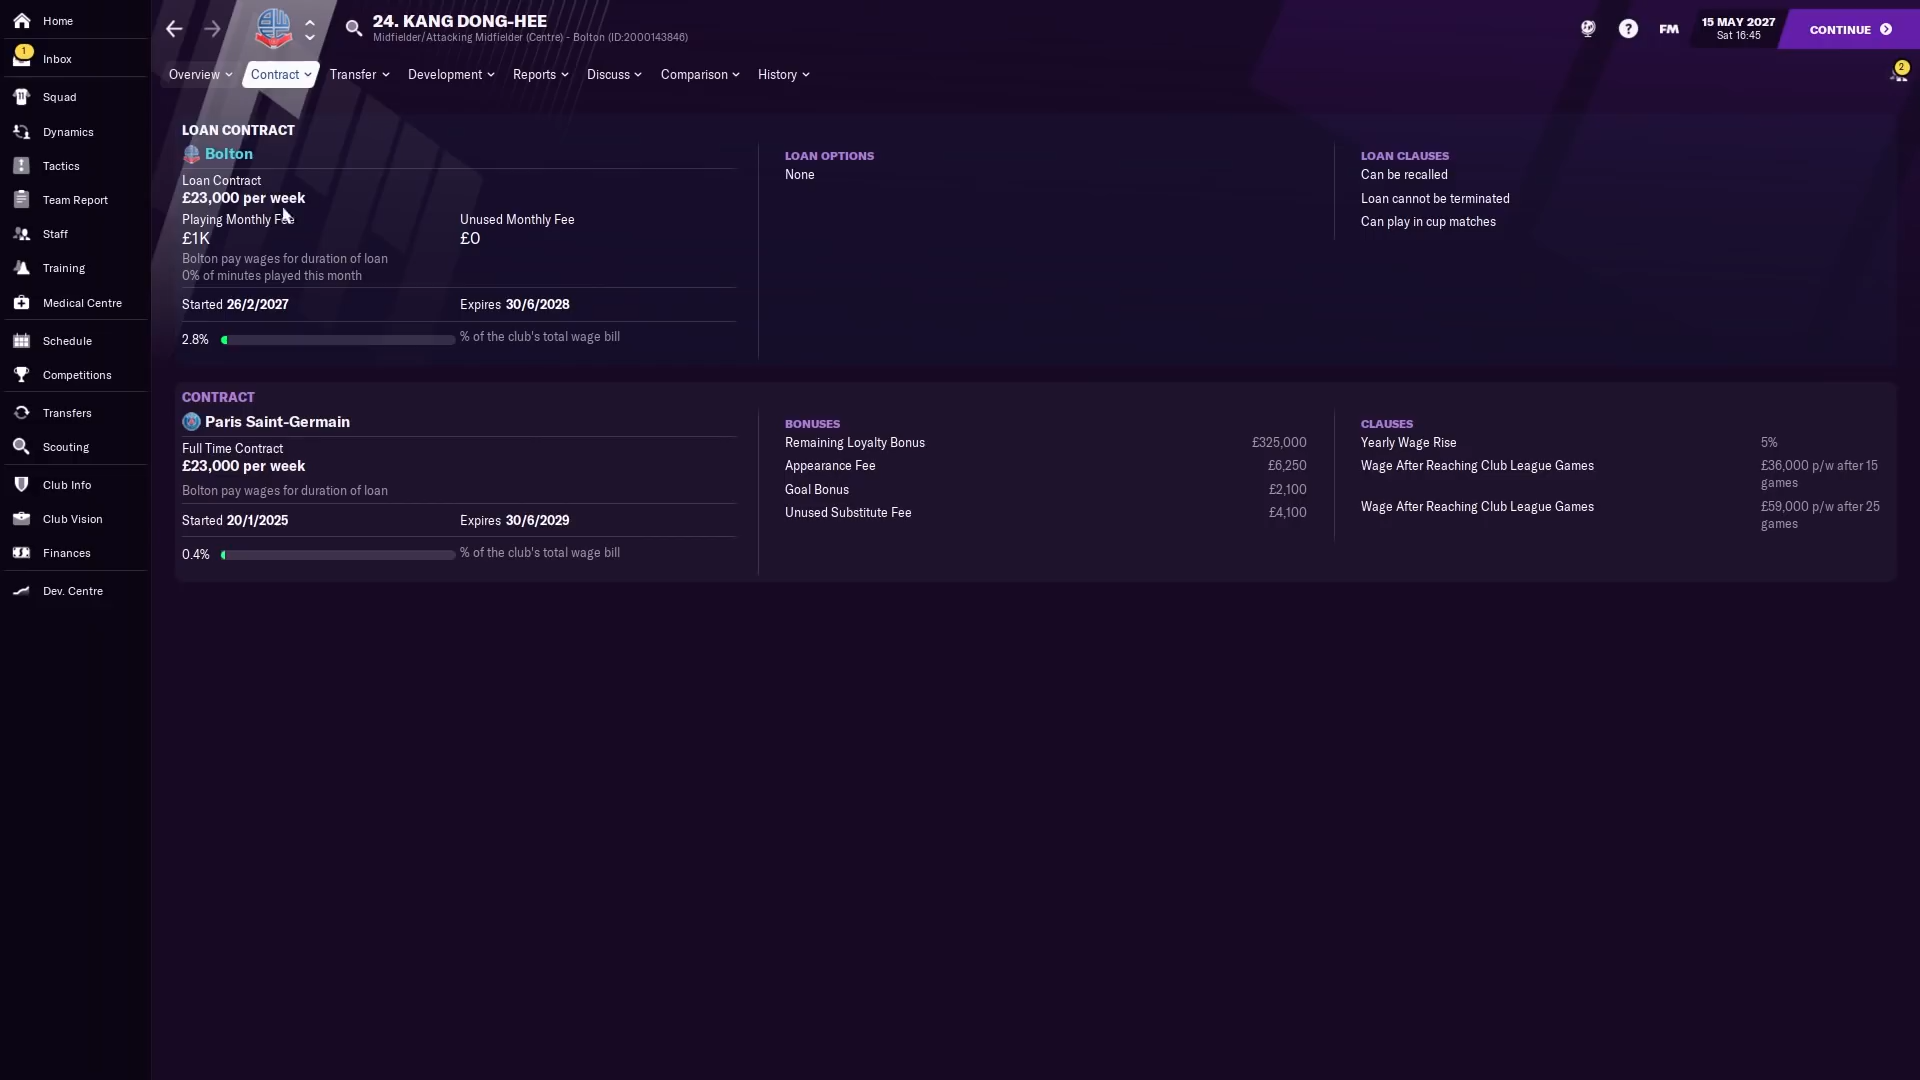 Home
1
Inbox
Squad
Dynamics
Tactics
Team Report
Staff
Training
Medical Centre
Schedule
Competitions
Transfers
Scouting
Club Info
Club Vision
Finances
Dev. Centre
24. KANG DONG-HEE
Midfielder/Attacking Midfielder (Centre) - Bolton (ID:2000143846)
?
FM
15 MAY 2027
Sat 16:45
CONTINUE
Overview
Contract
Transfer
Development
Reports
Discuss
Comparison
History
2
LOAN CONTRACT
Bolton
Loan Contract
£23,000 per week
Playing Monthly Fee
Unused Monthly Fee
£1K
£0
Bolton pay wages for duration of loan
0% of minutes played this month
Started 26/2/2027
Expires 30/6/2028
2.8%
% of the club's total wage bill
LOAN OPTIONS
None
LOAN CLAUSES
Can be recalled
Loan cannot be terminated
Can play in cup matches
CONTRACT
Paris Saint-Germain
Full Time Contract
£23,000 per week
Bolton pay wages for duration of loan
Started 20/1/2025
Expires 30/6/2029
0.4%
% of the club's total wage bill
BONUSES
Remaining Loyalty Bonus £325,000
Appearance Fee £6,250
Goal Bonus £2,100
Unused Substitute Fee £4,100
CLAUSES
Yearly Wage Rise 5%
Wage After Reaching Club League Games £36,000 p/w after 15
games
Wage After Reaching Club League Games £59,000 p/w after 25
games